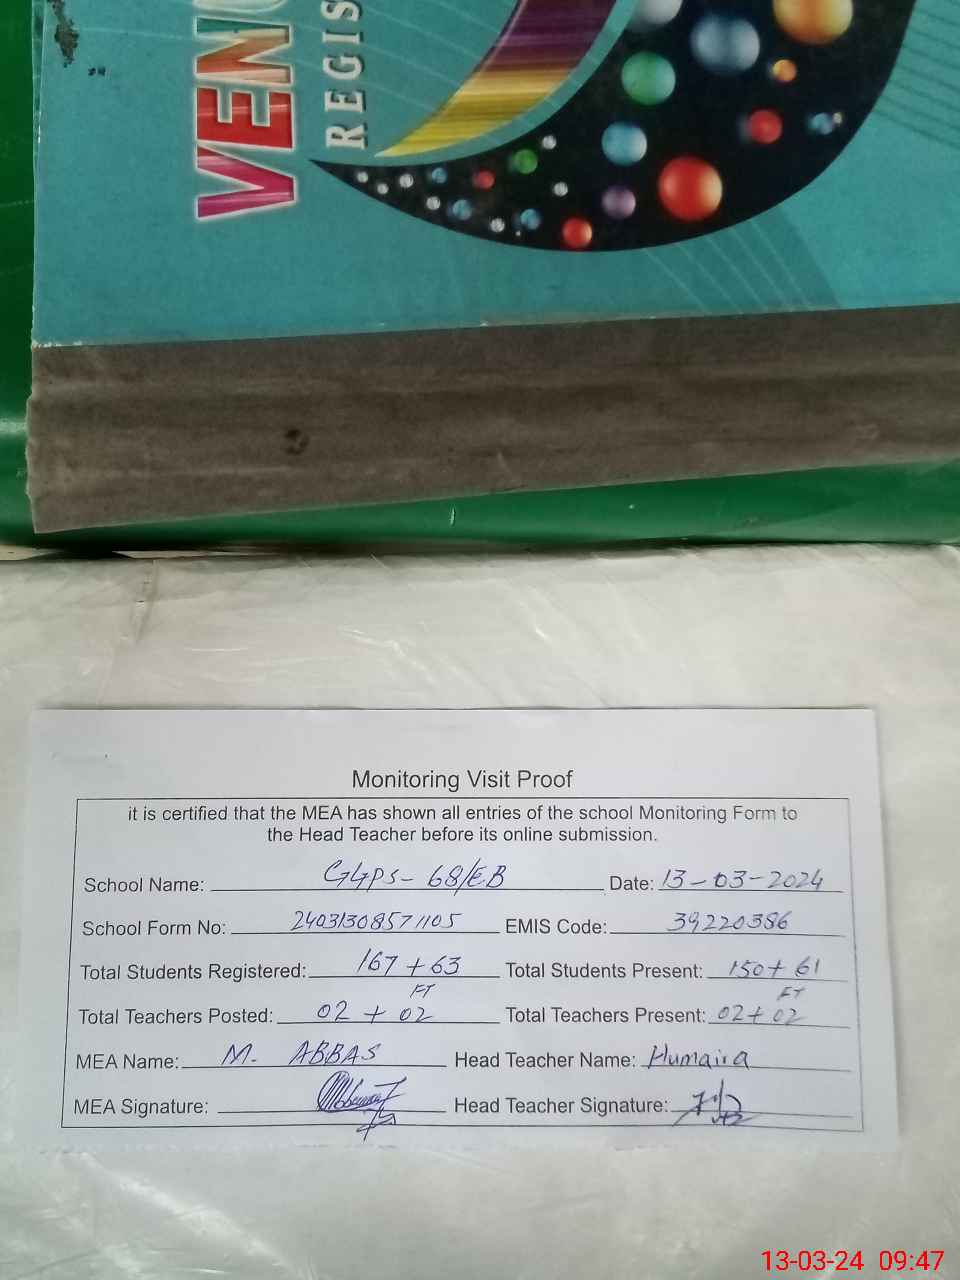 VENU
REGIS
Monitoring Visit Proof
it is certified that the MEA has shown all entries of the school Monitoring Form to
the Head Teacher before its online submission.
School Name: GGPS- 68/EB Date: 13-03-2024
School Form No: 24031308571105 EMIS Code: 39220386
Total Students Registered: 167 + 63 Total Students Present: 150 + 61
FT FT
Total Teachers Posted: 02 + 02 Total Teachers Present: 02 + 02
MEA Name: M. ABBAS Head Teacher Name: Humaira
MEA Signature: Head Teacher Signature:
13-03-24 09:47